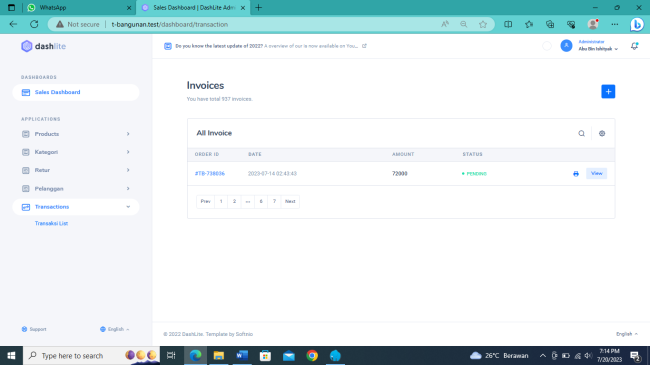 WhatsApp
Sales Dashboard | DashLite Adm
Not secure | t-bangunan.test/dashboard/transaction
dashlite
Do you know the latest update of 2022? A overview of our is now available on You...
Administrator
Abu Bin Ishityak
DASHBOARDS
Sales Dashboard
APPLICATIONS
Products
Kategori
Retur
Pelanggan
Transactions
Transaksi List
Invoices
You have total 937 invoices.
All Invoice
ORDER ID DATE AMOUNT STATUS
#TB-738036 2023-07-14 02:43:43 72000 PENDING View
Prev 1 2 ... 6 7 Next
Support English
© 2022 DashLite. Template by Softnio
English
Type here to search
26°C Berawan
7:14 PM
7/20/2023
2